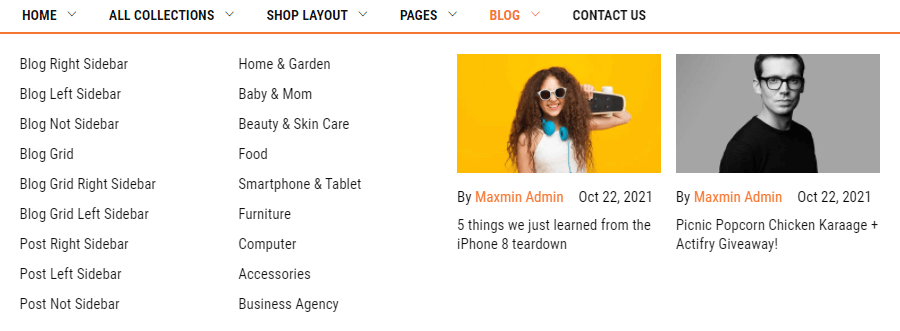 HOME ALL COLLECTIONS SHOP LAYOUT PAGES BLOG CONTACT US
Blog Right Sidebar
Blog Left Sidebar
Blog Not Sidebar
Blog Grid
Blog Grid Right Sidebar
Blog Grid Left Sidebar
Post Right Sidebar
Post Left Sidebar
Post Not Sidebar
Home & Garden
Baby & Mom
Beauty & Skin Care
Food
Smartphone & Tablet
Furniture
Computer
Accessories
Business Agency
By Maxmin Admin Oct 22, 2021
5 things we just learned from the
iPhone 8 teardown
By Maxmin Admin Oct 22, 2021
Picnic Popcorn Chicken Karaage +
Actifry Giveaway!